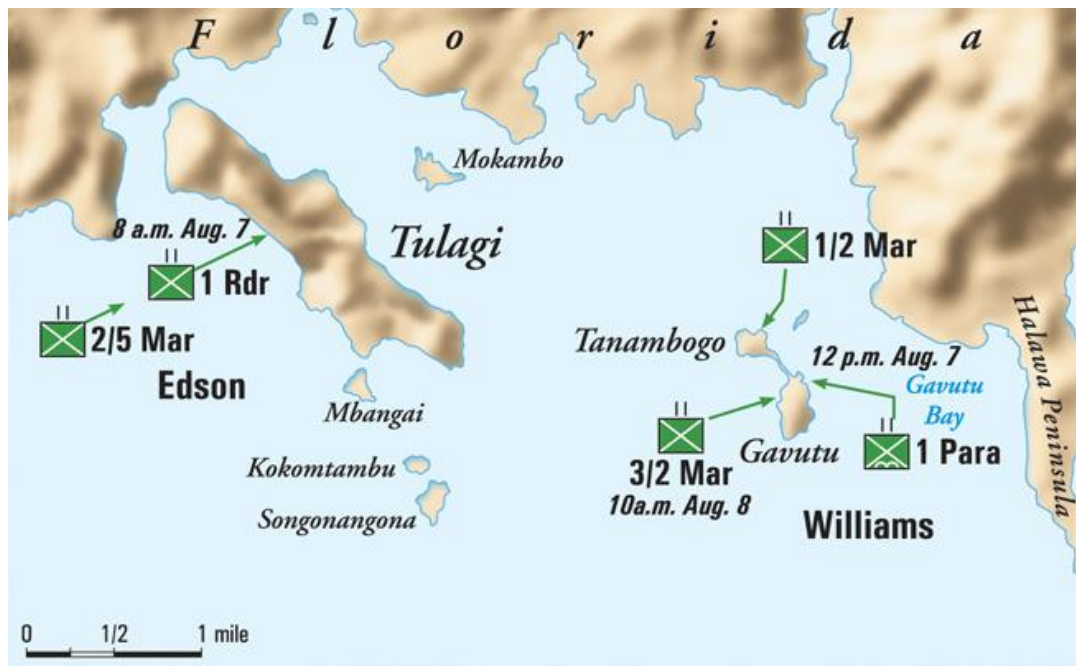 Florida
Mokambo
8 a.m. Aug. 7
Tulagi
1 Rdr
1/2 Mar
2/5 Mar
Edson
Tanambogo
12 p.m. Aug. 7
Halawa Peninsula
Gavutu
Bay
Mbangai
3/2 Mar
10a.m. Aug. 8
Gavutu
1 Para
Kokomtambu
Songonangona
Williams
0 1/2 1 mile